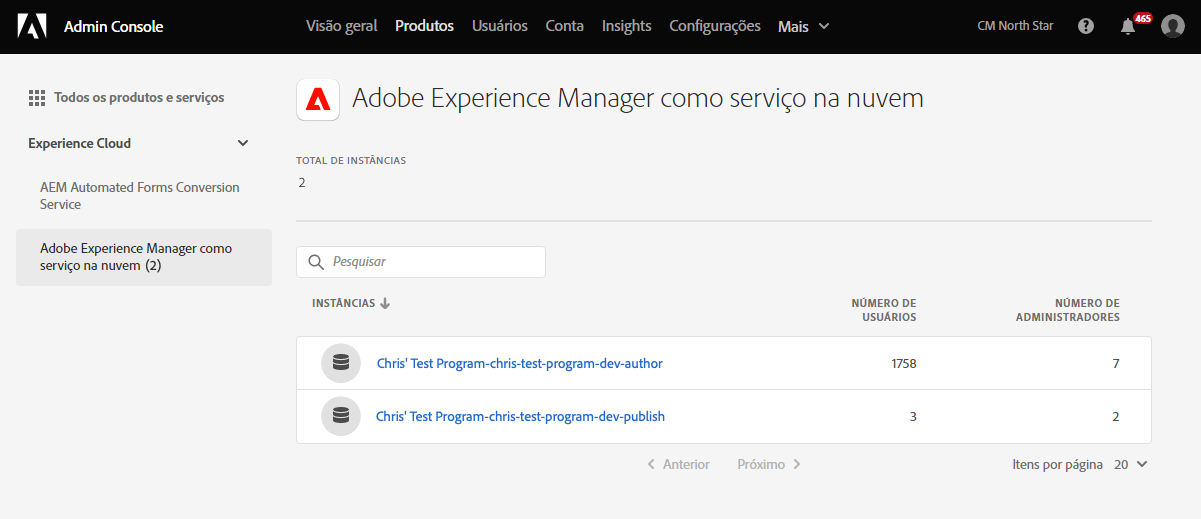 Admin Console
Visão geral Produtos Usuários Conta Insights Configurações Mais
CM North Star
465
Todos os produtos e serviços
Experience Cloud
AEM Automated Forms Conversion
Service
Adobe Experience Manager como
serviço na nuvem (2)
Adobe Experience Manager como serviço na nuvem
TOTAL DE INSTÂNCIAS
2
Pesquisar
INSTÂNCIAS
NÚMERO DE
USUÁRIOS
NÚMERO DE
ADMINISTRADORES
Chris' Test Program-chris-test-program-dev-author 1758 7
Chris' Test Program-chris-test-program-dev-publish 3 2
Anterior Próximo
Itens por página 20